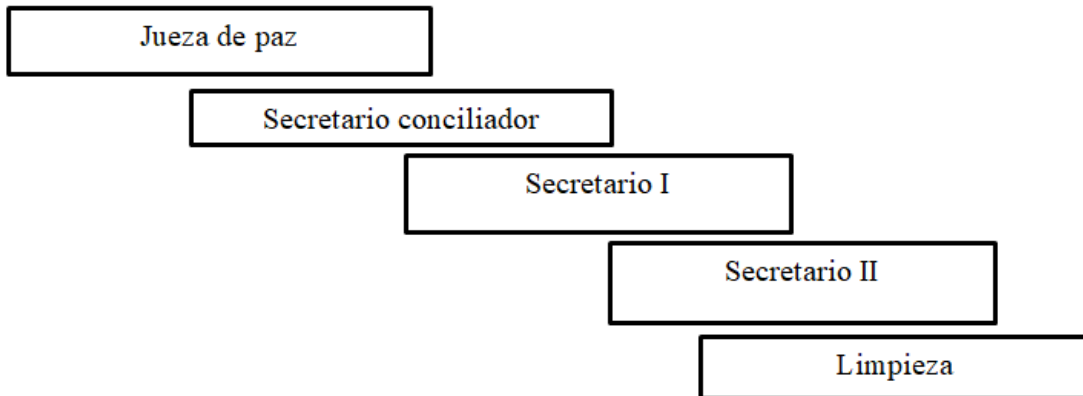 Jueza de paz
Secretario conciliador
Secretario I
Secretario II
Limpieza